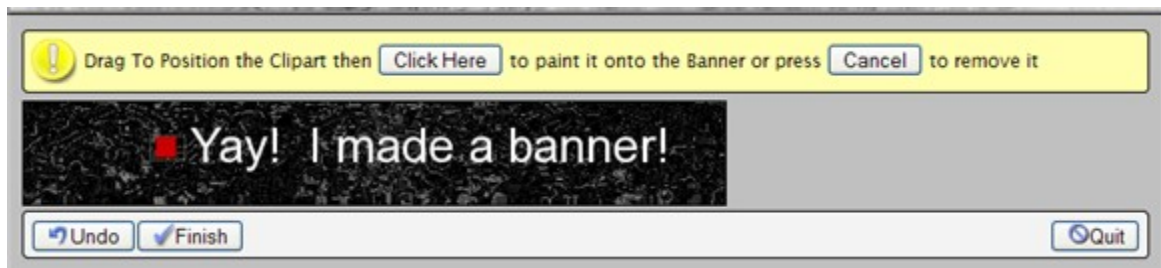 Drag To Position the Clipart then Click Here to paint it onto the Banner or press Cancel to remove it
Yay! I made a banner!
Undo Finish Quit